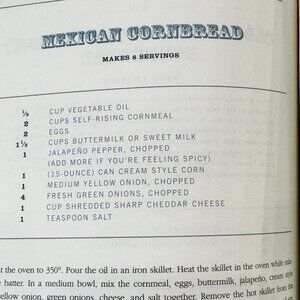 MEXICAN CORNBREAD
MAKES 8 SERVINGS
½ CUP VEGETABLE OIL
2 CUPS SELF-RISING CORNMEAL
2 EGGS
1½ CUPS BUTTERMILK OR SWEET MILK
1 JALAPEÑO PEPPER, CHOPPED
(ADD MORE IF YOU'RE FEELING SPICY)
1 (15-OUNCE) CAN CREAM STYLE CORN
1 MEDIUM YELLOW ONION, CHOPPED
4 FRESH GREEN ONIONS, CHOPPED
1 CUP SHREDDED SHARP CHEDDAR CHEESE
1 TEASPOON SALT
t the oven to 350°. Pour the oil in an iron skillet. Heat the skillet in the oven while
batter. In a medium bowl, mix the cornmeal, eggs, buttermilk, jalapeño, cream style
yellow onion, green onions, cheese, and salt together. Remove the hot skillet from the